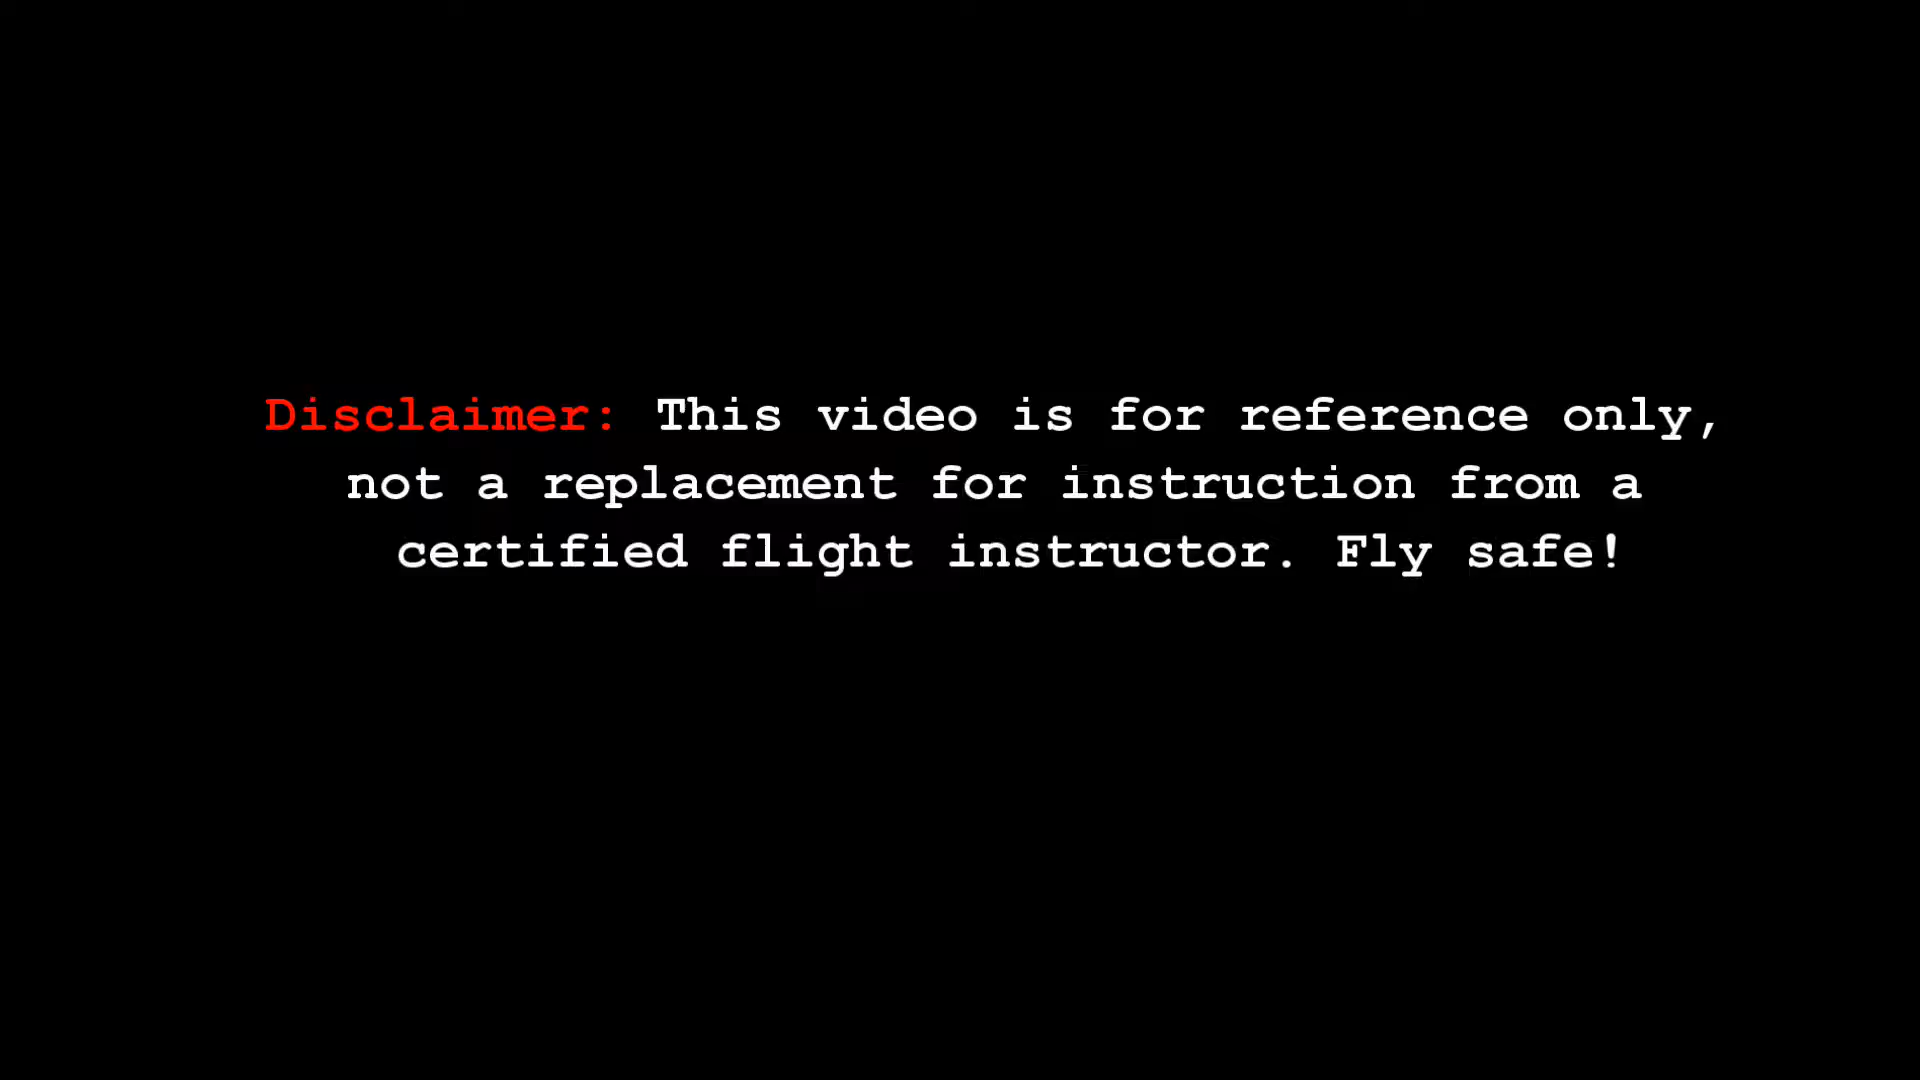 Disclaimer: This video is for reference only,
not a replacement for instruction from a
certified flight instructor. Fly safe!